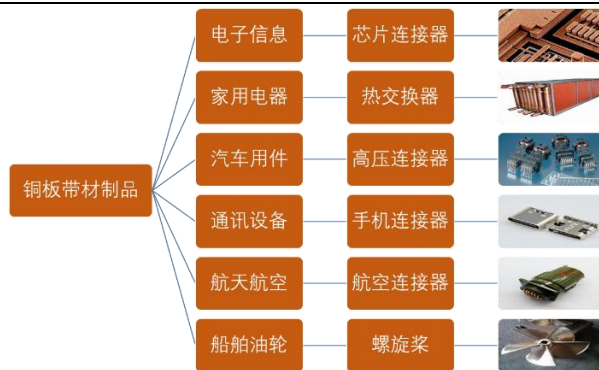 电子信息
芯片连接器
家用电器
热交换器
汽车用件
高压连接器
铜板带材制品
通讯设备
手机连接器
航天航空
航空连接器
船舶油轮
螺旋桨